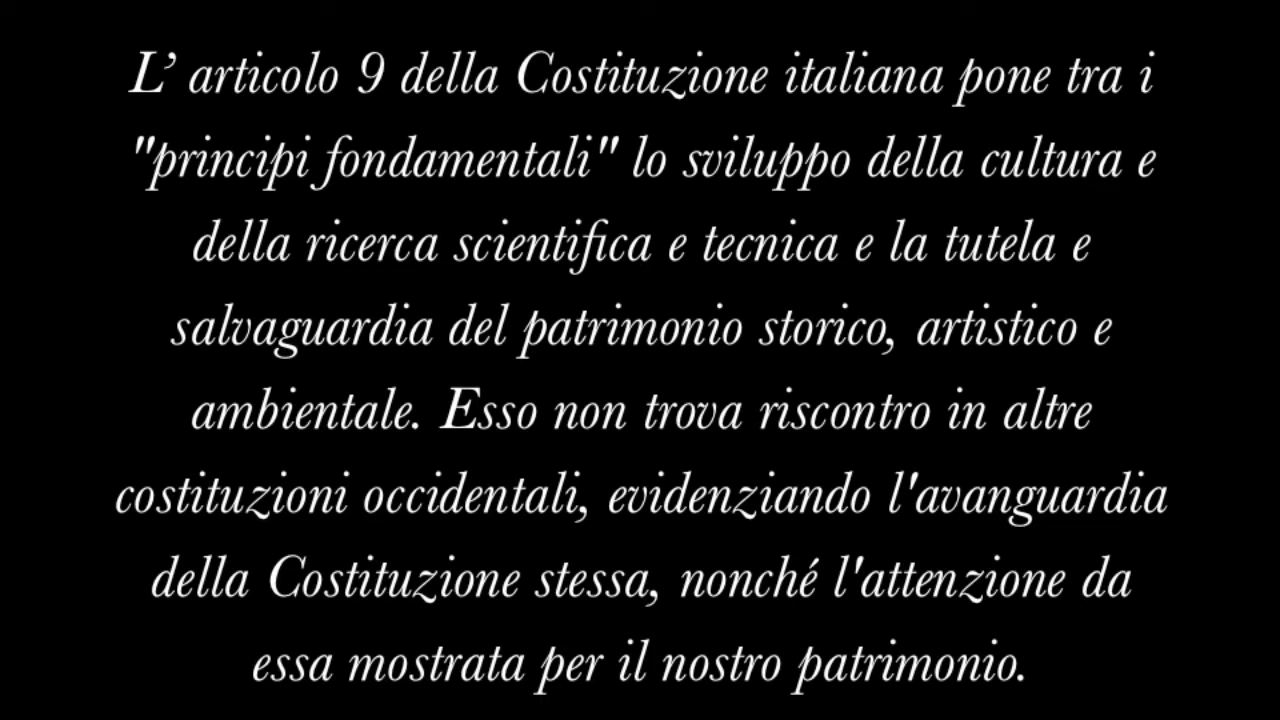 L’ articolo 9 della Costituzione italiana pone tra i
"principi fondamentali" lo sviluppo della cultura e
della ricerca scientifica e tecnica e la tutela e
salvaguardia del patrimonio storico, artistico e
ambientale. Esso non trova riscontro in altre
costituzioni occidentali, evidenziando l'avanguardia
della Costituzione stessa, nonché l'attenzione da
essa mostrata per il nostro patrimonio.